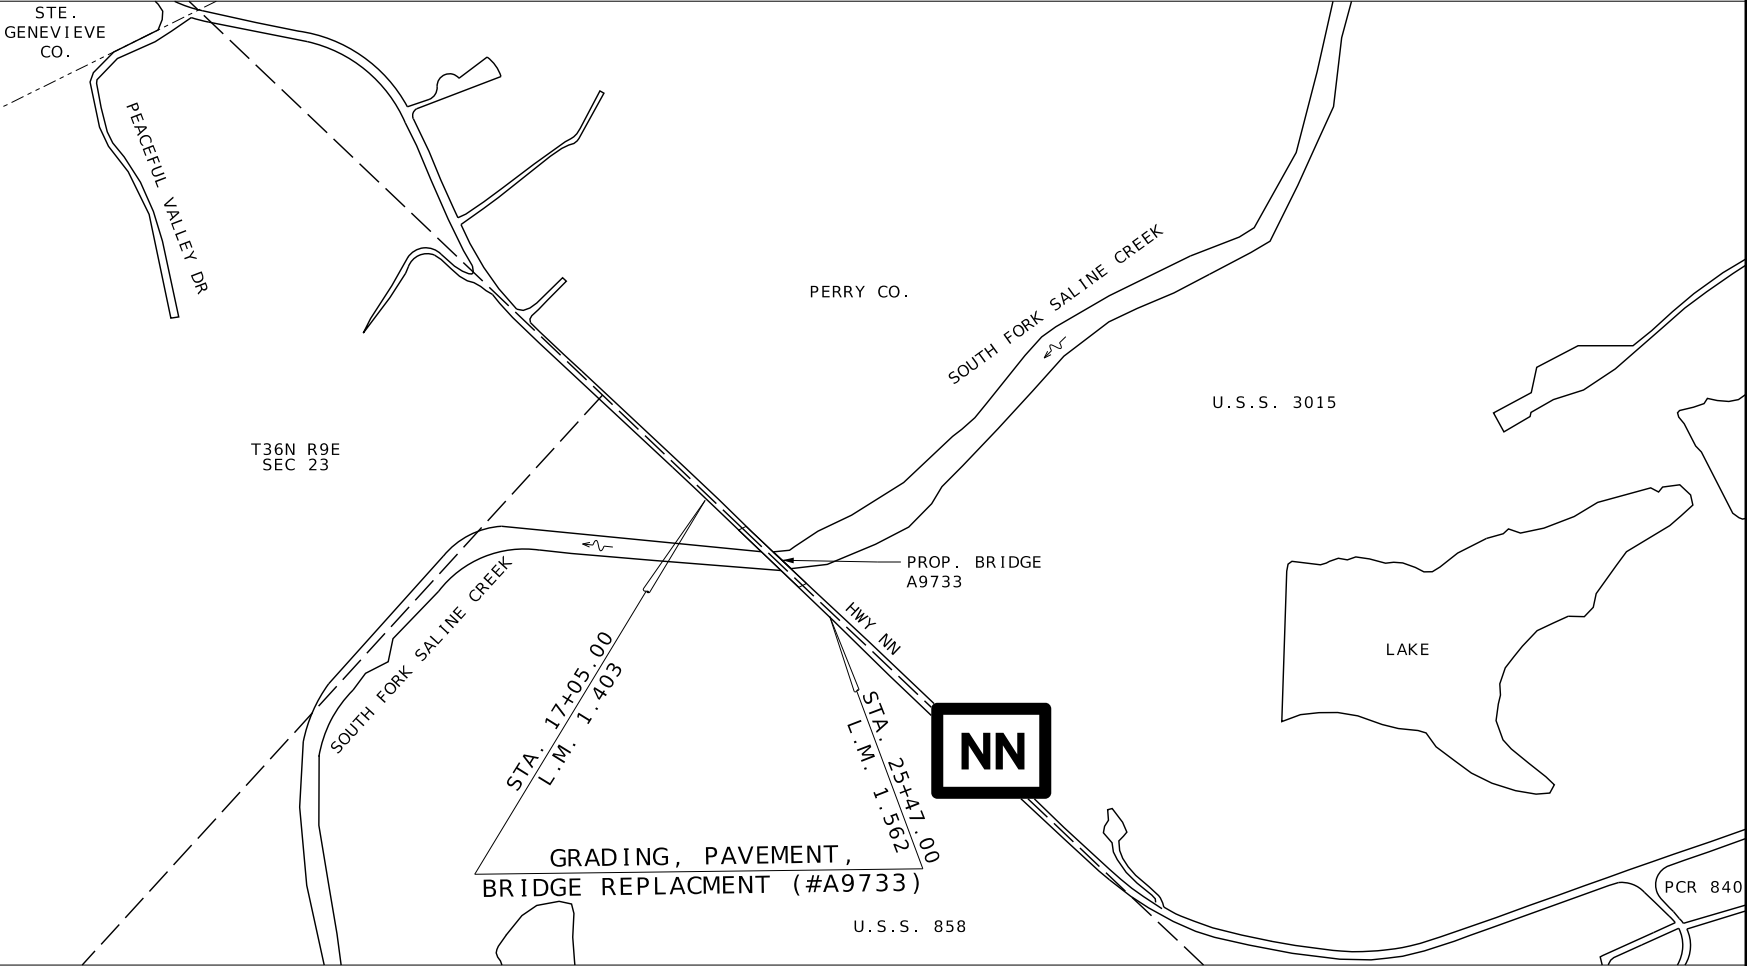 STE.
GENEVIEVE
CO.
PEACEFUL VALLEY DR
PERRY CO.
SOUTH FORK SALINE CREEK
U.S.S. 3015
T36N R9E
SEC 23
PROP. BRIDGE
A9733
SOUTH FORK SALINE CREEK
HWY NN
LAKE
STA. 17+05.00
L.M. 1.403
STA. 25+47.00
L.M. 1.562
NN
GRADING, PAVEMENT,
BRIDGE REPLACMENT (#A9733)
PCR 840
U.S.S. 858